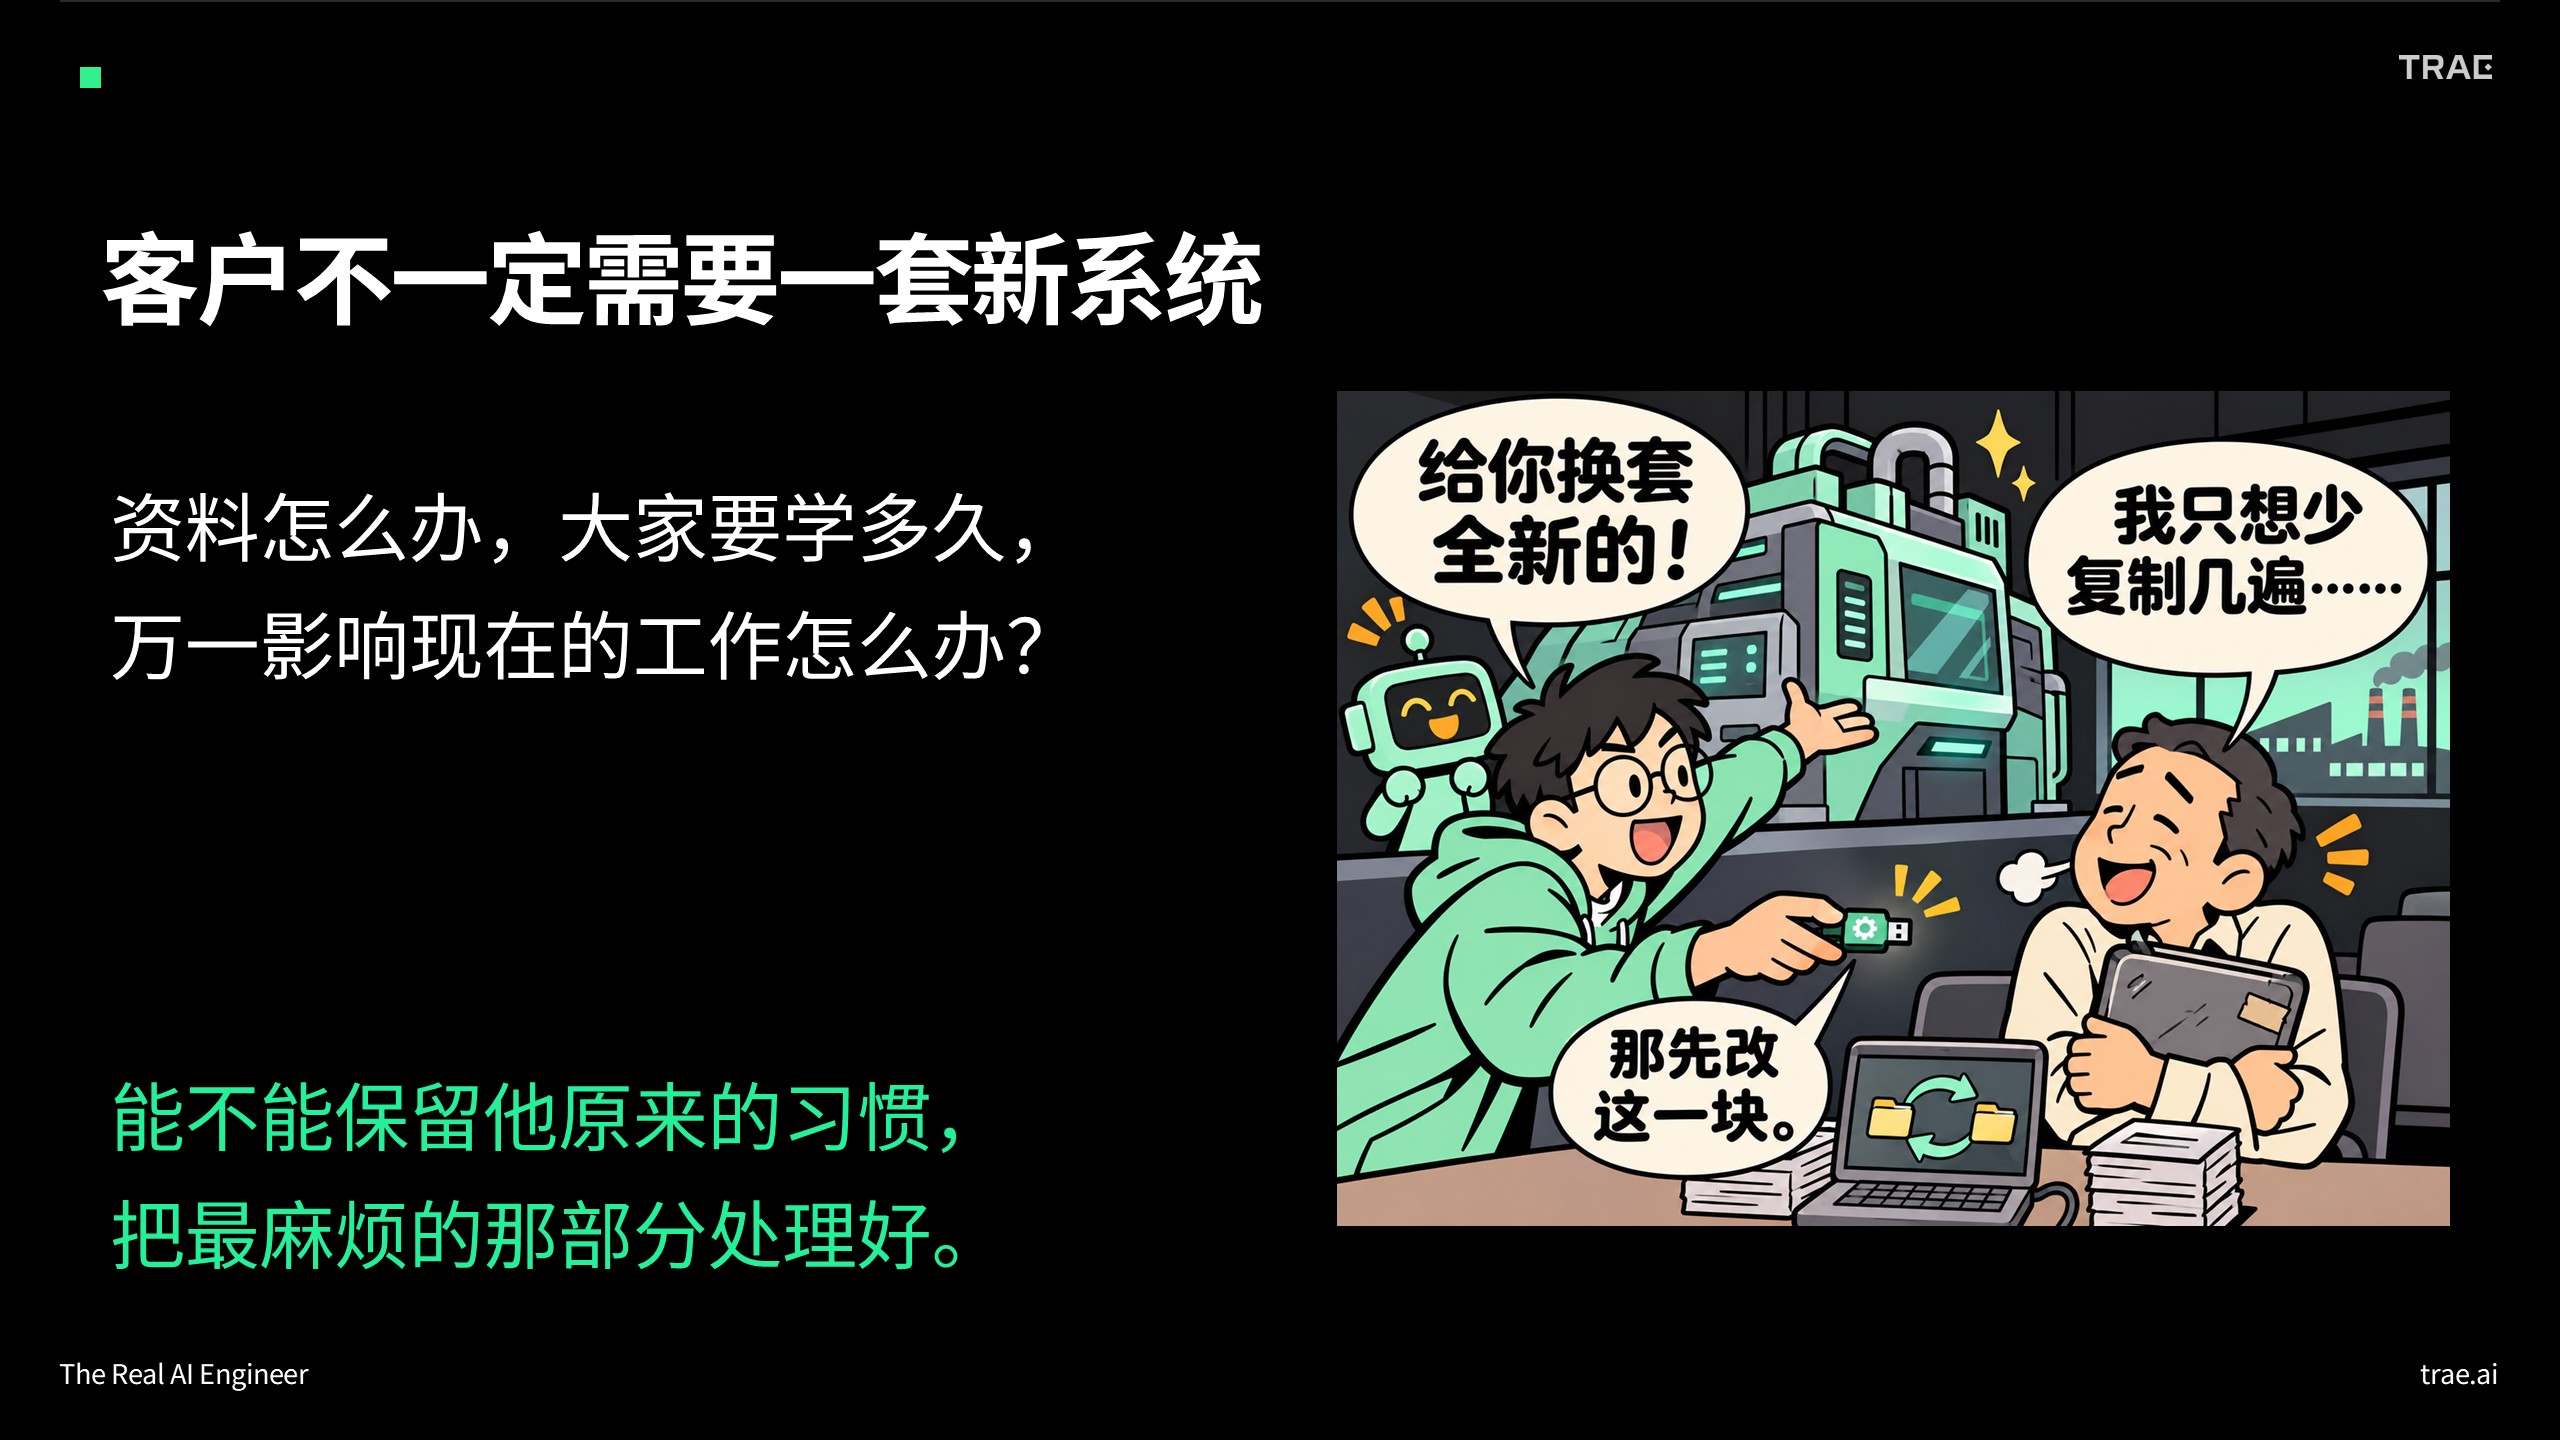 TRAE
客户不一定需要一套新系统
资料怎么办，大家要学多久，
万一影响现在的工作怎么办？
能不能保留他原来的习惯，
把最麻烦的那部分处理好。
给你换套
全新的！
我只想少
复制几遍……
那先改
这一块。
The Real AI Engineer
trae.ai